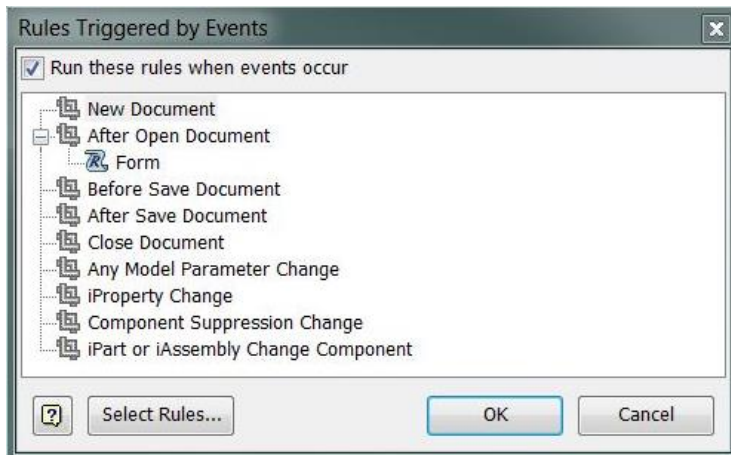 Rules Triggered by Events
Run these rules when events occur
New Document
After Open Document
Form
Before Save Document
After Save Document
Close Document
Any Model Parameter Change
iProperty Change
Component Suppression Change
iPart or iAssembly Change Component
Select Rules... OK Cancel